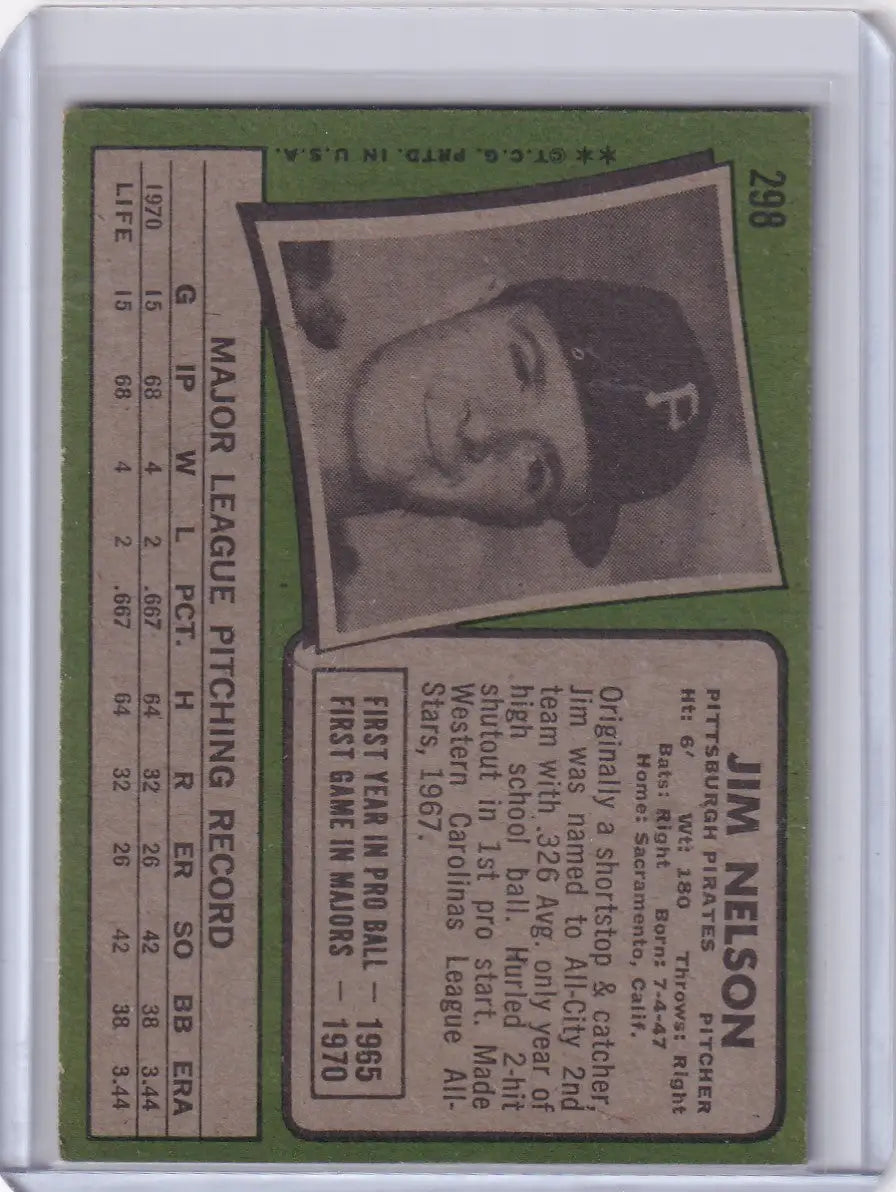 298
** ©T.C.G. PRTD. IN U.S.A.
P
JIM NELSON
PITTSBURGH PIRATES PITCHER
Ht: 6' Wt: 180 Throws: Right
Bats: Right Born: 7-4-47
Home: Sacramento, Calif.
Originally a shortstop & catcher,
Jim was named to All-City 2nd
team with .326 Avg. only year of
high school ball. Hurled 2-hit
shutout in 1st pro start. Made
Western Carolinas League All-
Stars, 1967.
FIRST YEAR IN PRO BALL — 1965
FIRST GAME IN MAJORS — 1970
MAJOR LEAGUE PITCHING RECORD
G IP W L PCT. H R ER SO BB ERA
1970 15 68 4 2 .667 64 32 26 42 38 3.44
LIFE 15 68 4 2 .667 64 32 26 42 38 3.44